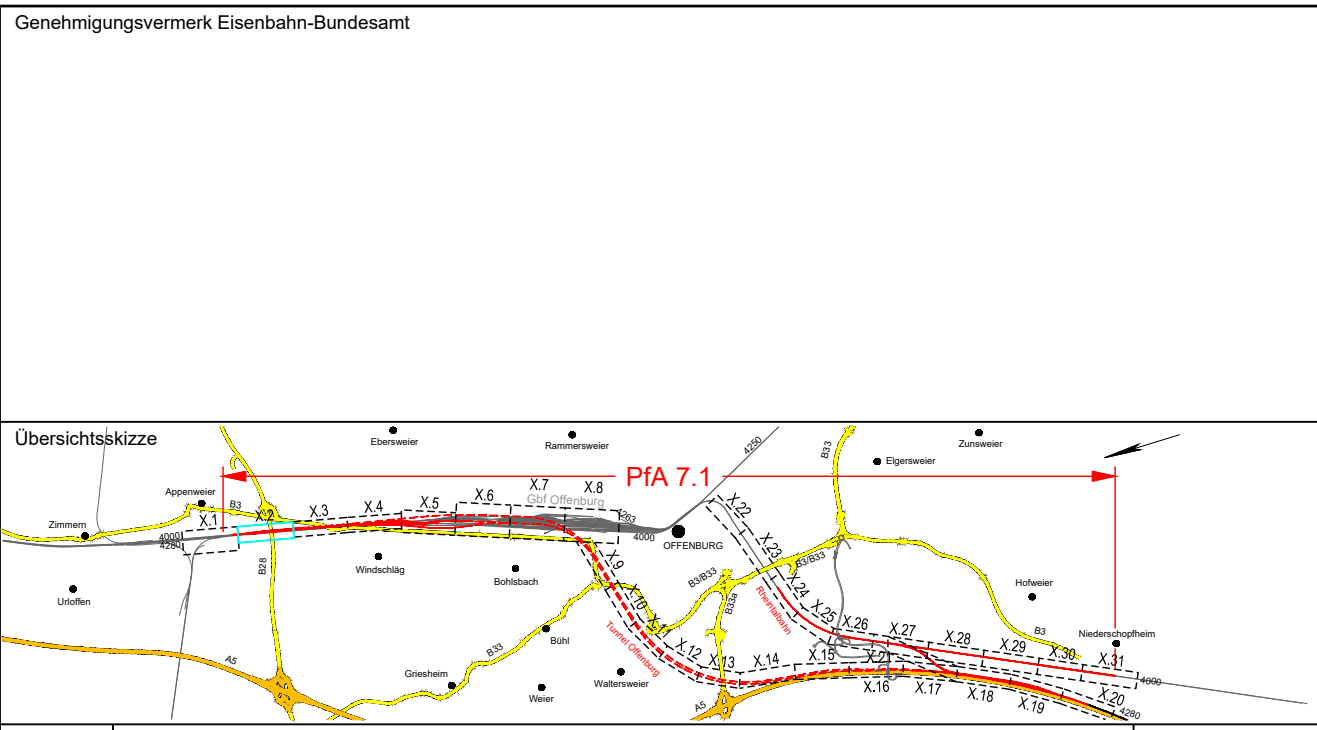 Genehmigungsvermerk Eisenbahn-Bundesamt
Übersichtsskizze
Ebersweier
Rammersweier
4250
B33
Zunsweier
Elgersweier
PfA 7.1
Appenweier
B3
X.1
X.2
X.3
X.4
X.5
X.6
X.7
X.8
Gbf Offenburg
4263
X.22
Zimmern
4000
4280
4000
OFFENBURG
B28
Windschläg
Bohlsbach
X.9
X.23
B3/B33
B3/B33
B33a
Urloffen
X.10
X.24
Rheintalbahn
Hofweier
X.11
X.25
X.26
X.27
X.28
X.29
X.30
X.31
B3
Niederschopfheim
Bühl
B33
Tunnel Offenburg
X.12
X.13
X.14
X.15
X.21
4000
A5
Griesheim
Weier
Waltersweier
X.16
X.17
X.18
X.19
X.20
A5
4280